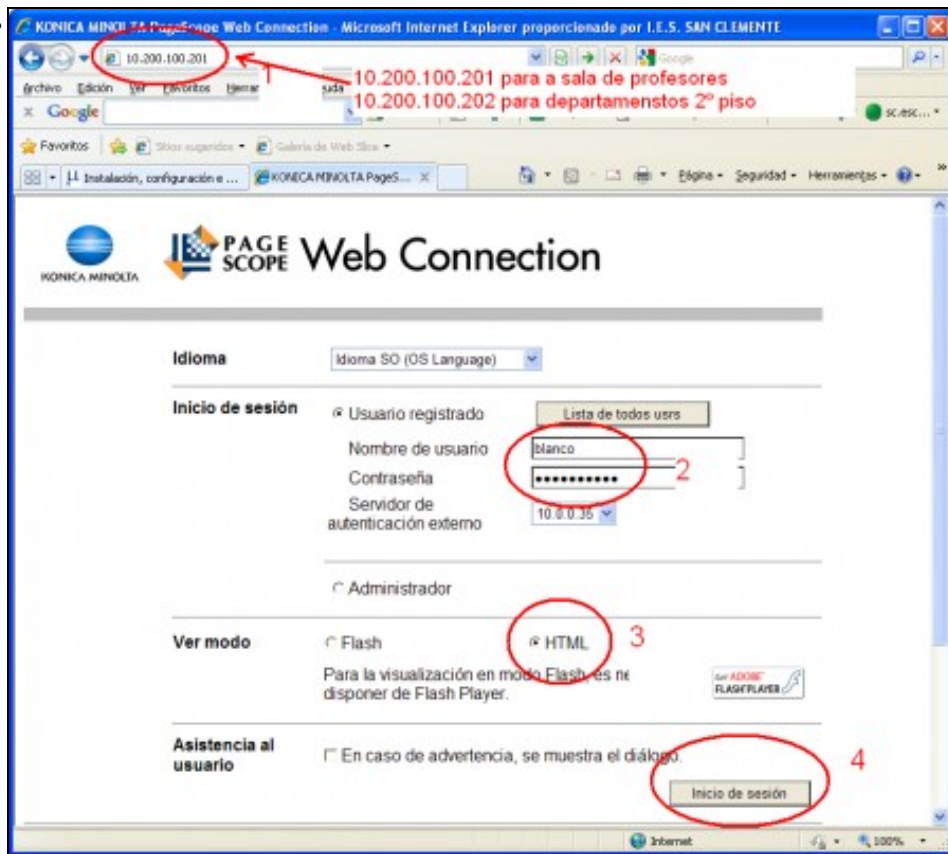 KONICA MINOLTA PageScope Web Connection - Microsoft Internet Explorer proporcionado por I.E.S. SAN CLEMENTE
10.200.100.201
Google
1
10.200.100.201 para a sala de profesores
10.200.100.202 para departamenstos 2º piso
Archivo Edición Ver Favoritos
x Google
sc.esc...
Favoritos Sitios sugeridos Galería de Web Slice
Instalación, configuración e ... KONICA MINOLTA PageS... Página Seguridad Herramientas
KONICA MINOLTA
PAGE SCOPE Web Connection
Idioma Idioma SO (OS Language)
Inicio de sesión Usuario registrado Lista de todos usrs
Nombre de usuario blanco
Contraseña ••••••••••
2
Servidor de
autenticación externo 10.0.0.35
Administrador
Ver modo Flash HTML 3
Para la visualización en modo Flash, es ne
disponer de Flash Player.
Get ADOBE
FLASH PLAYER
Asistencia al
usuario En caso de advertencia, se muestra el diálogo.
4
Inicio de sesión
Internet 100%